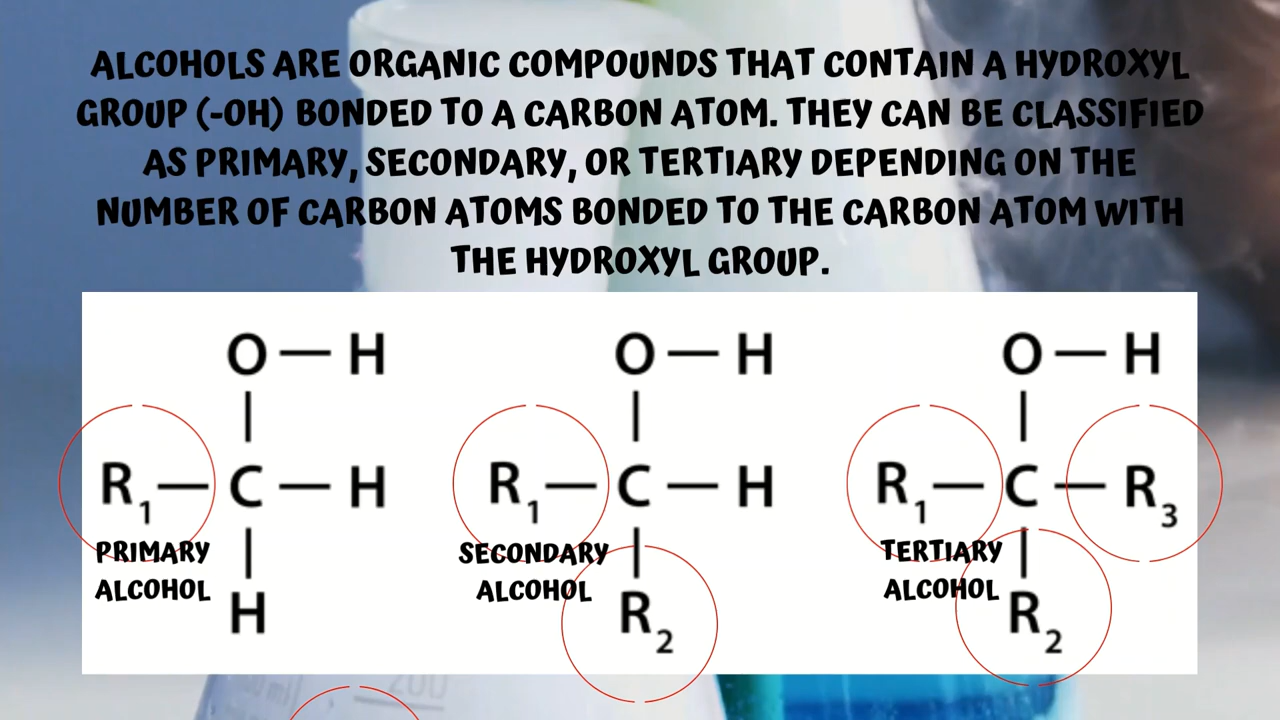 ALCOHOLS ARE ORGANIC COMPOUNDS THAT CONTAIN A HYDROXYL
GROUP (-OH) BONDED TO A CARBON ATOM. THEY CAN BE CLASSIFIED
AS PRIMARY, SECONDARY, OR TERTIARY DEPENDING ON THE
NUMBER OF CARBON ATOMS BONDED TO THE CARBON ATOM WITH
THE HYDROXYL GROUP.
O — H
|
R₁ — C — H
|
H
PRIMARY
ALCOHOL
O — H
|
R₁ — C — H
|
R₂
SECONDARY
ALCOHOL
O — H
|
R₁ — C — R₃
|
R₂
TERTIARY
ALCOHOL
200